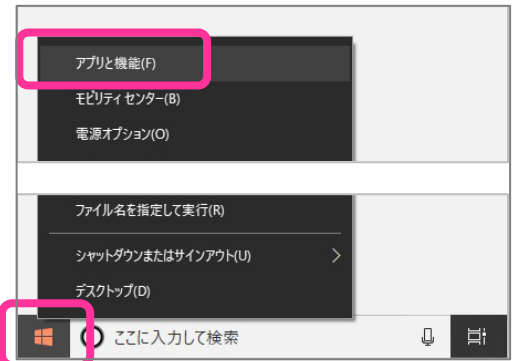 アプリと機能(F)
モビリティ センター(B)
電源オプション(O)
ファイル名を指定して実行(R)
シャットダウンまたはサインアウト(U)
デスクトップ(D)
ここに入力して検索